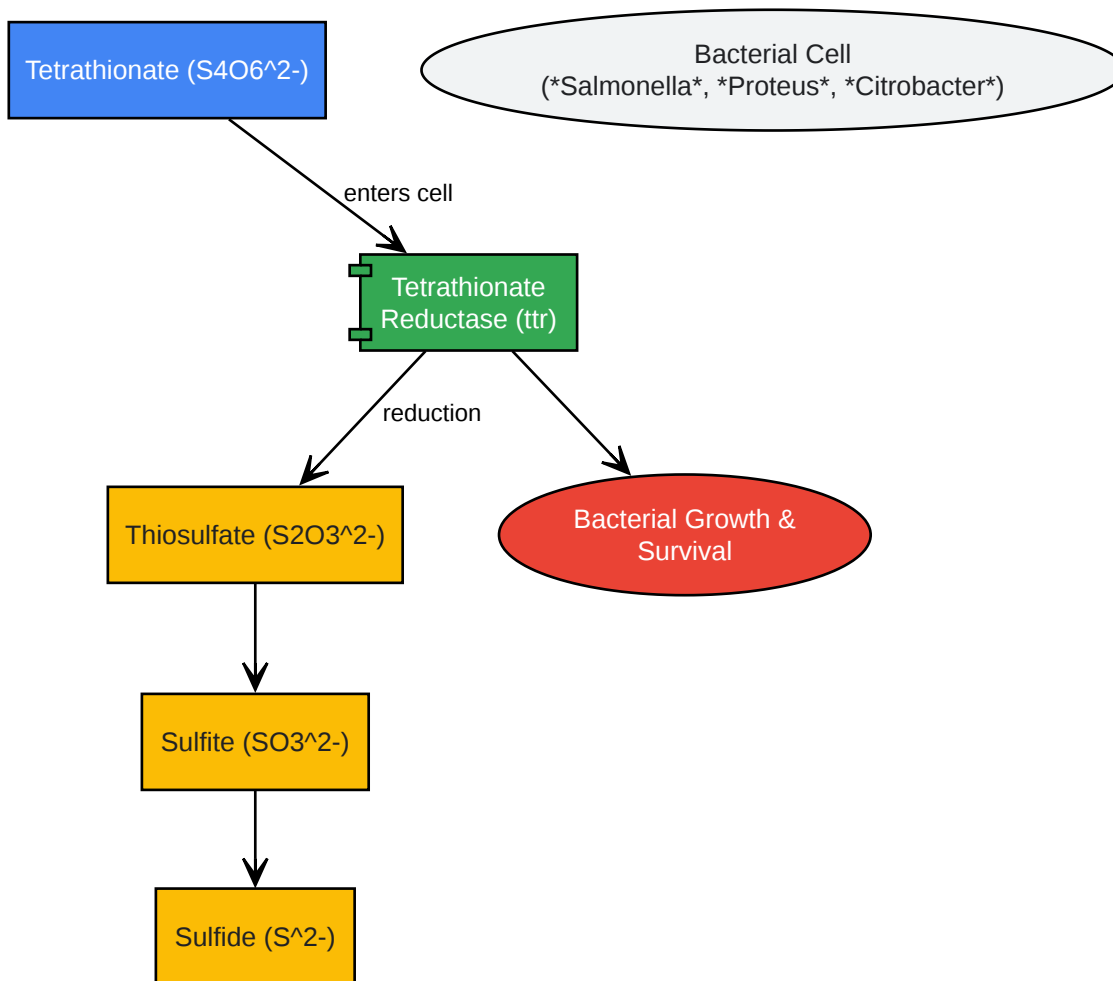 Tetrathionate (S4O6^2-)
Bacterial Cell
(*Salmonella*, *Proteus*, *Citrobacter*)
enters cell
Tetrathionate
Reductase (ttr)
reduction
Thiosulfate (S2O3^2-)
Bacterial Growth &
Survival
Sulfite (SO3^2-)
Sulfide (S^2-)